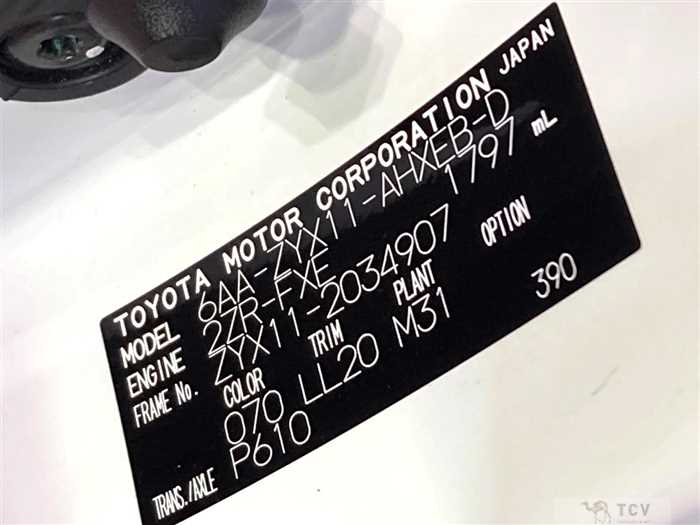 TOYOTA MOTOR CORPORATION JAPAN
MODEL 6AA-ZYX11-AHXEB-D
ENGINE 2ZR-FXE 1797 mL
FRAME No. ZYX11-2034907
COLOR TRIM PLANT OPTION
070 LL20 M31 390
TRANS./AXLE P610
TCV